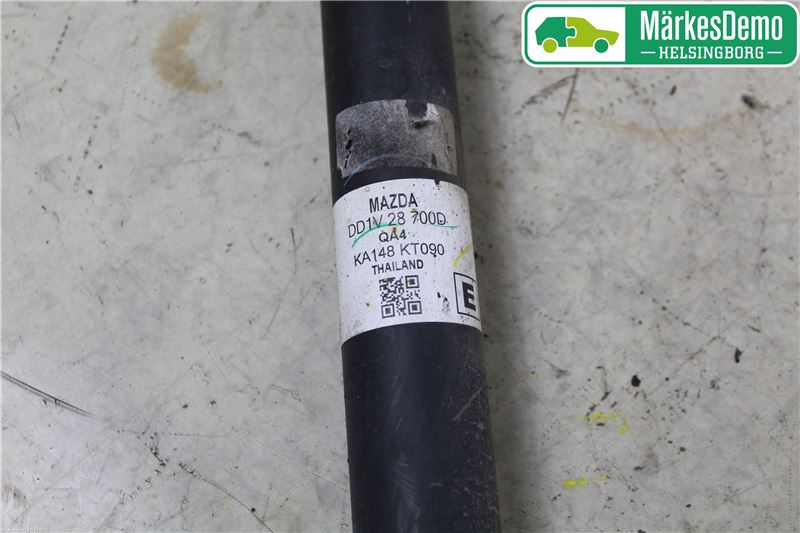 MärkesDemo
HELSINGBORG
MAZDA
DD1V 28 700D
QA4
KA148 KT090
THAILAND
E